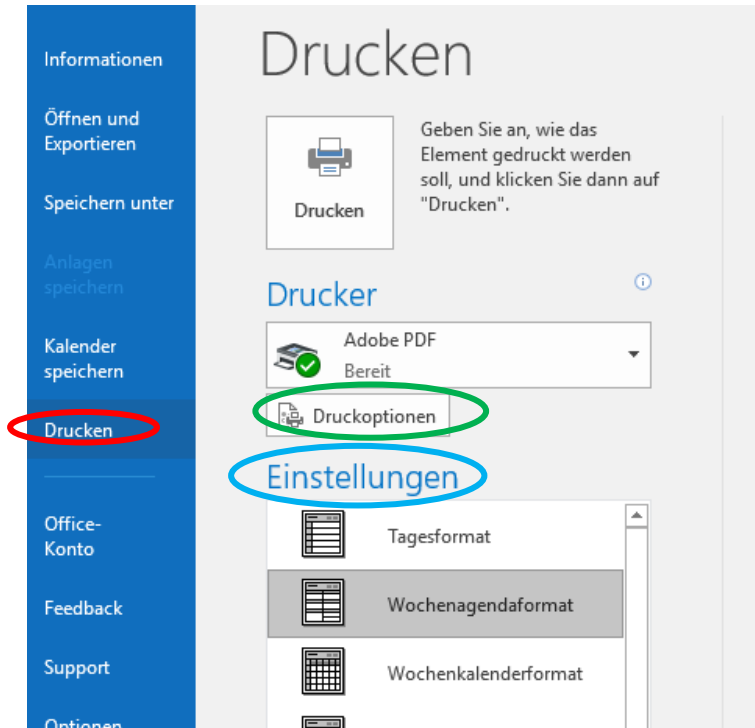 Informationen
Öffnen und
Exportieren
Speichern unter
Anlagen
speichern
Kalender
speichern
Drucken
Office-
Konto
Feedback
Support
Optionen
Drucken
Drucken
Geben Sie an, wie das
Element gedruckt werden
soll, und klicken Sie dann auf
"Drucken".
Drucker
Adobe PDF
Bereit
Druckoptionen
Einstellungen
Tagesformat
Wochenagendaformat
Wochenkalenderformat